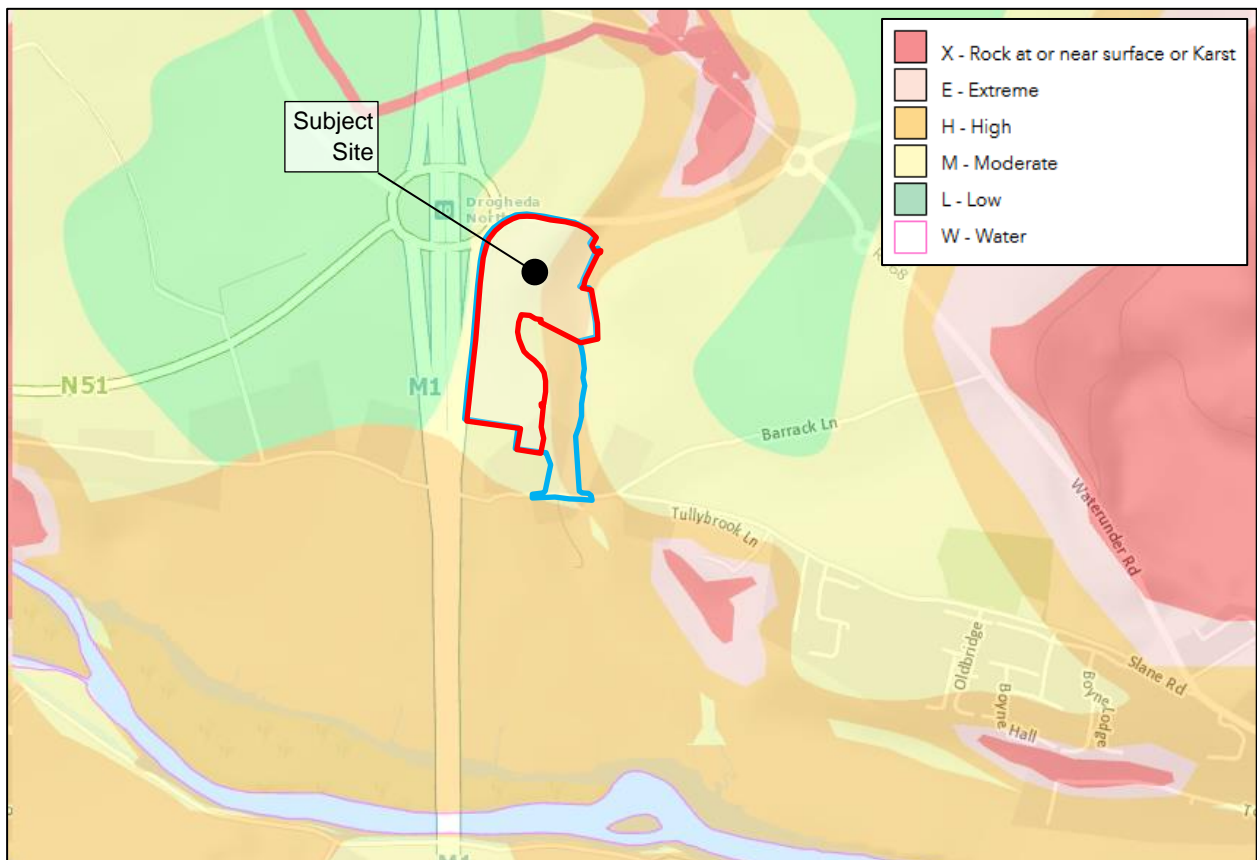 X - Rock at or near surface or Karst
E - Extreme
H - High
M - Moderate
L - Low
W - Water
Subject
Site
Drogheda
North
N51
M1
Barrack Ln
Tullybrook Ln
Waterunder Rd
Slane Rd
Oldbridge
Boyne
Hall
Boyne
Lodge
M1